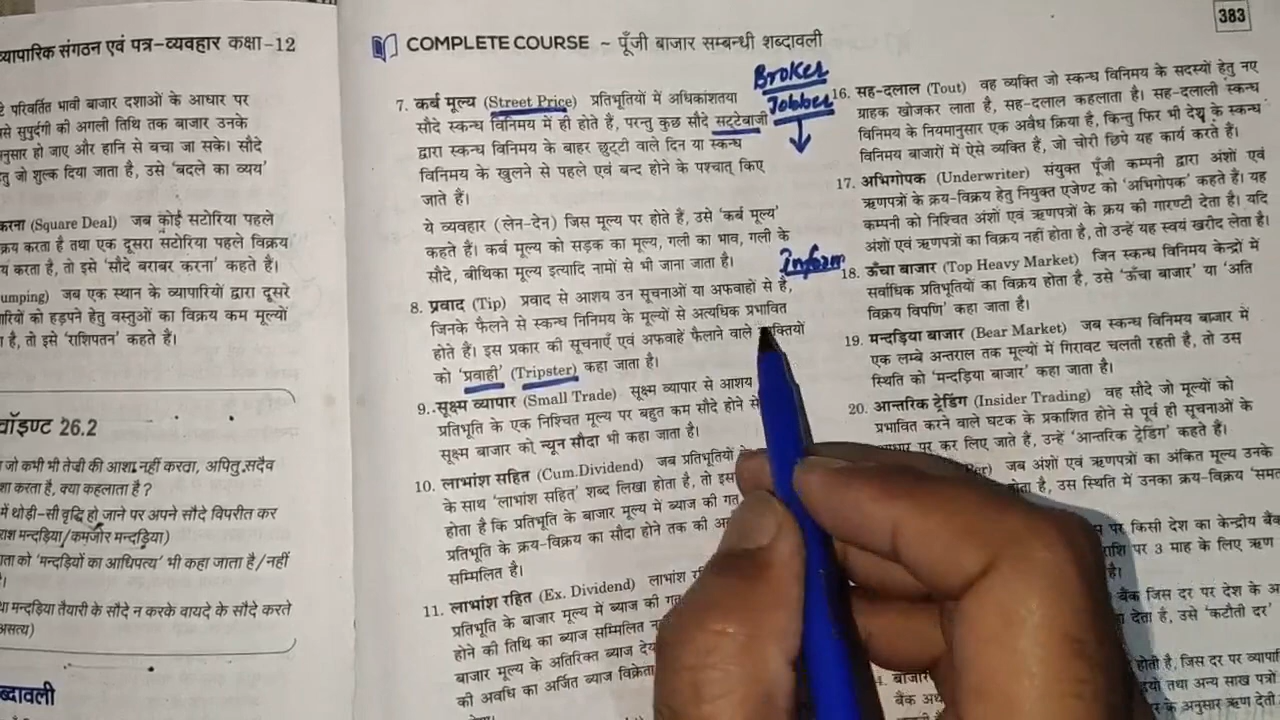 व्यापारिक संगठन एवं पत्र-व्यवहार कक्षा-12
परिवर्तित भावी बाजार दशाओं के आधार पर
सुपुर्दगी की अगली तिथि तक बाजार उनके
हो जाए और हानि से बचा जा सके। सौदे
जो शुल्क दिया जाता है, उसे 'बदले का व्यय'
करना (Square Deal) जब कोई सटोरिया पहले
करता है तथा एक दूसरा सटोरिया पहले विक्रय
करता है, तो इसे 'सौदे बराबर करना' कहते हैं।
जब एक स्थान के व्यापारियों द्वारा दूसरे
को हड़पने हेतु वस्तुओं का विक्रय कम मूल्यों
है, तो इसे 'राशिपतन' कहते हैं।
26.2
जो कभी भी तेजी की आशा नहीं करता, अपितु सदैव
करता है, क्या कहलाता है?
में थोड़ी-सी वृद्धि हो जाने पर अपने सौदे विपरीत कर
मन्दड़िया/कमजोर मन्दड़िया)
को 'मन्दड़ियों का आधिपत्य' भी कहा जाता है/नहीं
मन्दड़िया तैयारी के सौदे न करके वायदे के सौदे करते
383
COMPLETE COURSE ~ पूँजी बाजार सम्बन्धी शब्दावली
Broker
Jobber
7. कर्ब मूल्य (Street Price) प्रतिभूतियों में अधिकांशतया
सौदे स्कन्ध विनिमय में ही होते हैं, परन्तु कुछ सौदे सट्टेबाजी
द्वारा स्कन्ध विनिमय के बाहर छुट्टी वाले दिन या स्कन्ध
विनिमय के खुलने से पहले एवं बन्द होने के पश्चात् किए
जाते हैं।
ये व्यवहार (लेन-देन) जिस मूल्य पर होते हैं, उसे 'कर्ब मूल्य'
कहते हैं। कर्ब मूल्य को सड़क का मूल्य, गली का भाव, गली के
सौदे, बीथिका मूल्य इत्यादि नामों से भी जाना जाता है।
Inform
8. प्रवाद (Tip) प्रवाद से आशय उन सूचनाओं या अफवाहों से है,
जिनके फैलने से स्कन्ध निनिमय के मूल्यों से अत्यधिक प्रभावित
होते हैं। इस प्रकार की सूचनाएँ एवं अफवाहें फैलाने वाले व्यक्तियों
को 'प्रवाही' (Tripster) कहा जाता है।
9. सूक्ष्म व्यापार (Small Trade) सूक्ष्म व्यापार से आशय
प्रतिभूति के एक निश्चित मूल्य पर बहुत कम सौदे होने से
सूक्ष्म बाजार को न्यून सौदा भी कहा जाता है।
10. लाभांश सहित (Cum.Dividend) जब प्रतिभूतियों
के साथ 'लाभांश सहित' शब्द लिखा होता है, तो
होता है कि प्रतिभूति के बाजार मूल्य में ब्याज की गत
प्रतिभूति के क्रय-विक्रय का सौदा होने तक की
सम्मिलित है।
11. लाभांश रहित (Ex. Dividend) लाभांश
प्रतिभूति के बाजार मूल्य में ब्याज की
होने की तिथि का ब्याज सम्मिलित
बाजार मूल्य के अतिरिक्त ब्याज
की अवधि का अर्जित ब्याज विक्रेता
16. सह-दलाल (Tout) वह व्यक्ति जो स्कन्ध विनिमय के सदस्यों हेतु नए
ग्राहक खोजकर लाता है, सह-दलाल कहलाता है। सह-दलाली स्कन्ध
विनिमय के नियमानुसार एक अवैध क्रिया है, किन्तु फिर भी देश के स्कन्ध
विनिमय बाजारों में ऐसे व्यक्ति हैं, जो चोरी छिपे यह कार्य करते हैं।
17. अभिगोपक (Underwriter) संयुक्त पूँजी कम्पनी द्वारा अंशों एवं
ऋणपत्रों के क्रय-विक्रय हेतु नियुक्त एजेण्ट को 'अभिगोपक' कहते हैं। यह
कम्पनी को निश्चित अंशों एवं ऋणपत्रों के क्रय की गारण्टी देता है। यदि
अंशों एवं ऋणपत्रों का विक्रय नहीं होता है, तो उन्हें यह स्वयं खरीद लेता है।
18. ऊँचा बाजार (Top Heavy Market) जिन स्कन्ध विनिमय केन्द्रों में
सर्वाधिक प्रतिभूतियों का विक्रय होता है, उसे 'ऊँचा बाजार' या 'अति
विक्रय विपणि' कहा जाता है।
19. मन्दड़िया बाजार (Bear Market) जब स्कन्ध विनिमय बाजार में
एक लम्बे अन्तराल तक मूल्यों में गिरावट चलती रहती है, तो उस
स्थिति को 'मन्दड़िया बाजार' कहा जाता है।
20. आन्तरिक ट्रेडिंग (Insider Trading) वह सौदे जो मूल्यों को
प्रभावित करने वाले घटक के प्रकाशित होने से पूर्व ही सूचनाओं के
पर कर लिए जाते हैं, उन्हें 'आन्तरिक ट्रेडिंग' कहते हैं।
जब अंशों एवं ऋणपत्रों का अंकित मूल्य उनके
होता है, उस स्थिति में उनका क्रय-विक्रय
पर किसी देश का केन्द्रीय बैंक
पर 3 माह के लिए ऋण
बैंक जिस दर पर देश के
देता है, उसे 'कटौती दर'
होती है, जिस दर पर
तथा अन्य साख पत्रों
के अनुसार ऋण देती